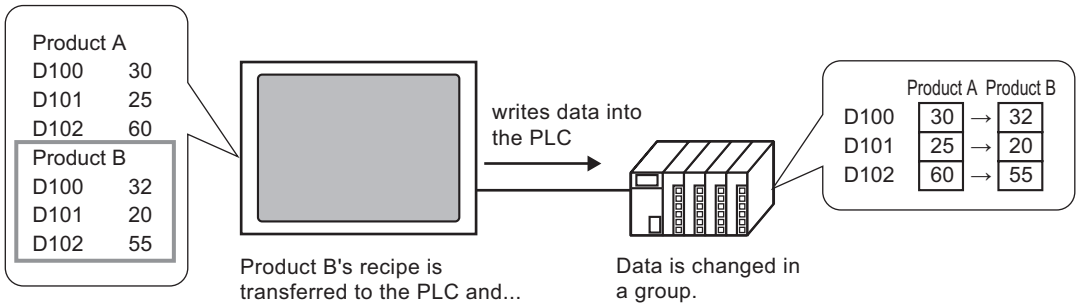 Product A
D100 30
D101 25
D102 60
Product B
D100 32
D101 20
D102 55
writes data into
the PLC
Product B's recipe is
transferred to the PLC and...
Data is changed in
a group.
Product A Product B
D100 30 → 32
D101 25 → 20
D102 60 → 55